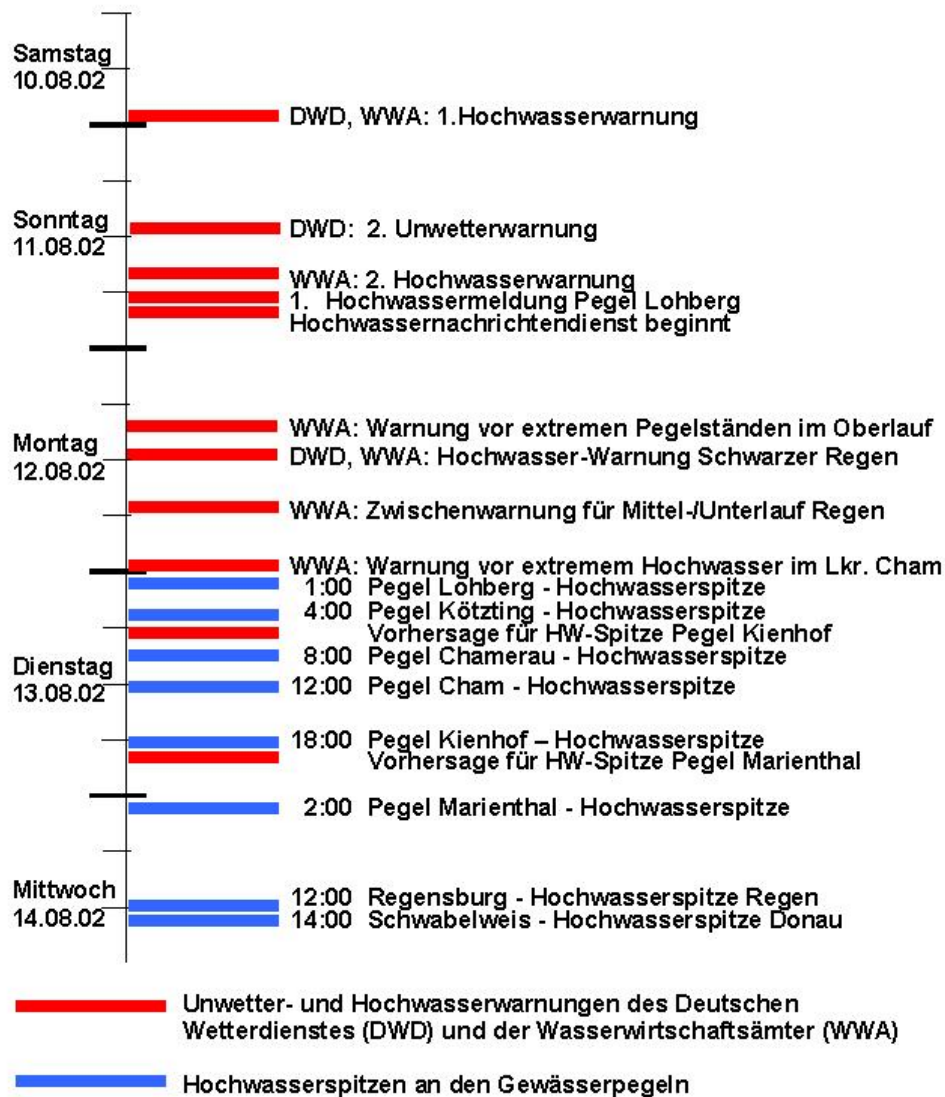 Samstag
10.08.02
DWD, WWA: 1.Hochwasserwarnung
Sonntag
11.08.02
DWD: 2. Unwetterwarnung
WWA: 2. Hochwasserwarnung
1. Hochwassermeldung Pegel Lohberg
Hochwassernachrichtendienst beginnt
Montag
12.08.02
WWA: Warnung vor extremen Pegelständen im Oberlauf
DWD, WWA: Hochwasser-Warnung Schwarzer Regen
WWA: Zwischenwarnung für Mittel-/Unterlauf Regen
WWA: Warnung vor extremem Hochwasser im Lkr. Cham
1:00 Pegel Lohberg - Hochwasserspitze
4:00 Pegel Kötzting - Hochwasserspitze
Vorhersage für HW-Spitze Pegel Kienhof
Dienstag
13.08.02
8:00 Pegel Chamerau - Hochwasserspitze
12:00 Pegel Cham - Hochwasserspitze
18:00 Pegel Kienhof – Hochwasserspitze
Vorhersage für HW-Spitze Pegel Marienthal
2:00 Pegel Marienthal - Hochwasserspitze
Mittwoch
14.08.02
12:00 Regensburg - Hochwasserspitze Regen
14:00 Schwabelweis - Hochwasserspitze Donau
Unwetter- und Hochwasserwarnungen des Deutschen
Wetterdienstes (DWD) und der Wasserwirtschaftsämter (WWA)
Hochwasserspitzen an den Gewässerpegeln